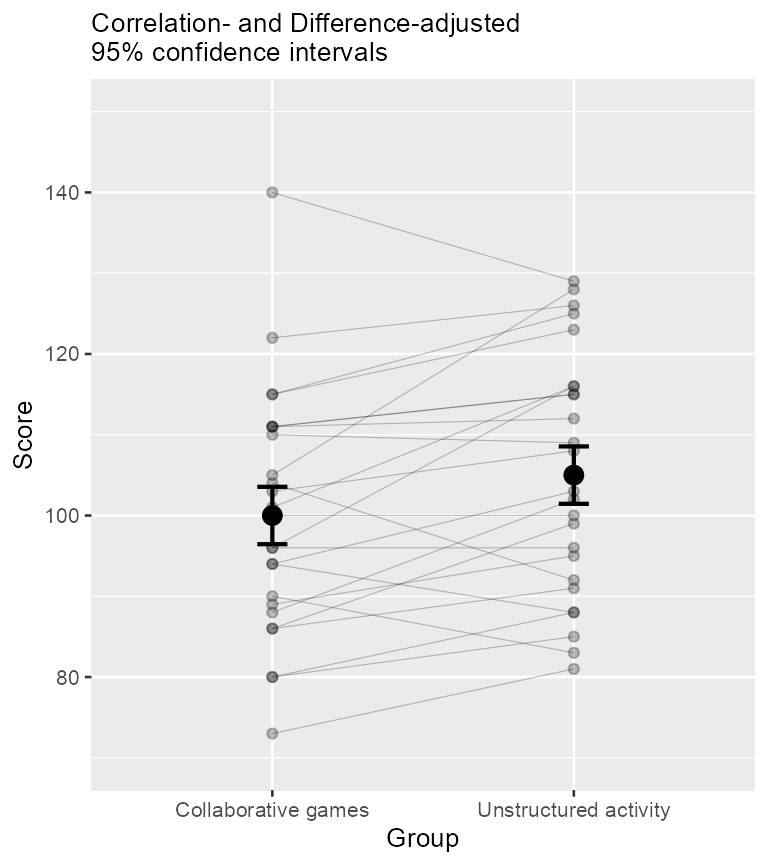 Correlation- and Difference-adjusted
95% confidence intervals
140
120
100
80
Score
Collaborative games
Unstructured activity
Group